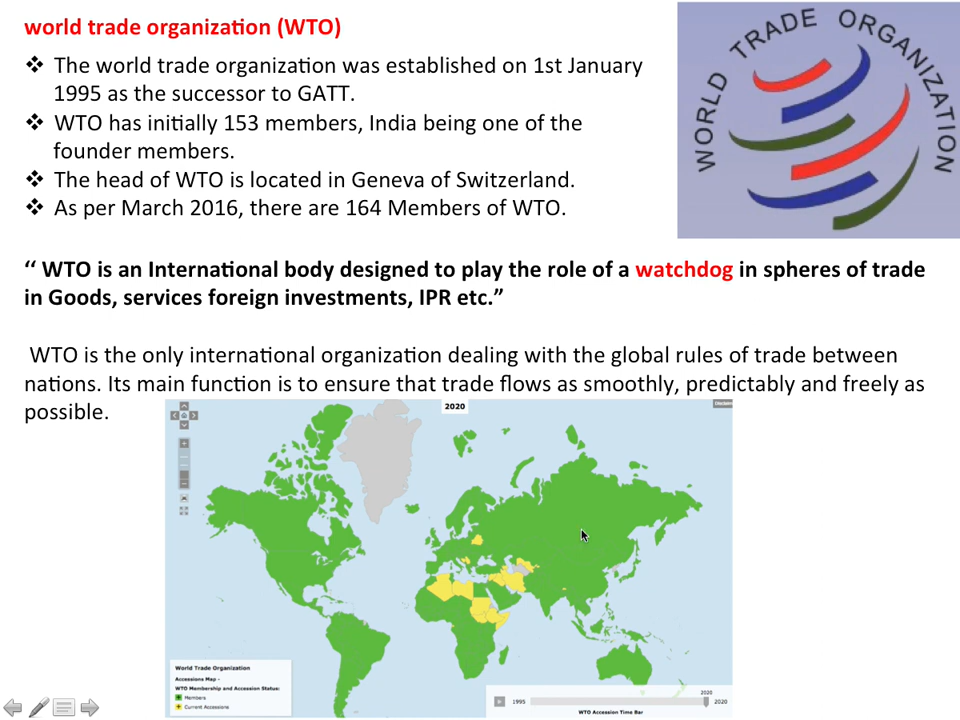 world trade organization (WTO)
WORLD TRADE ORGANIZATION
❖ The world trade organization was established on 1st January
1995 as the successor to GATT.
❖ WTO has initially 153 members, India being one of the
founder members.
❖ The head of WTO is located in Geneva of Switzerland.
❖ As per March 2016, there are 164 Members of WTO.
“ WTO is an International body designed to play the role of a watchdog in spheres of trade
in Goods, services foreign investments, IPR etc.”
WTO is the only international organization dealing with the global rules of trade between
nations. Its main function is to ensure that trade flows as smoothly, predictably and freely as
possible.
2020
World Trade Organization
Accessions Map -
WTO Membership and Accession Status:
Members
Current Accessions
2020
1995 2020
WTO Accession Time Bar